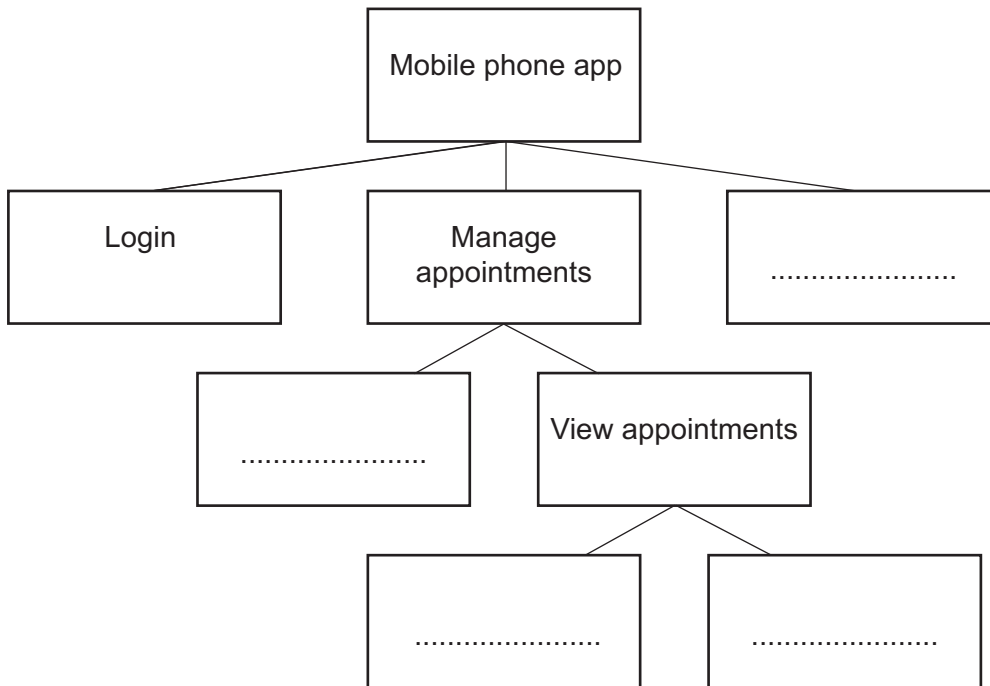 Mobile phone app
Login
Manage
appointments
.......................
.......................
View appointments
.......................
.......................